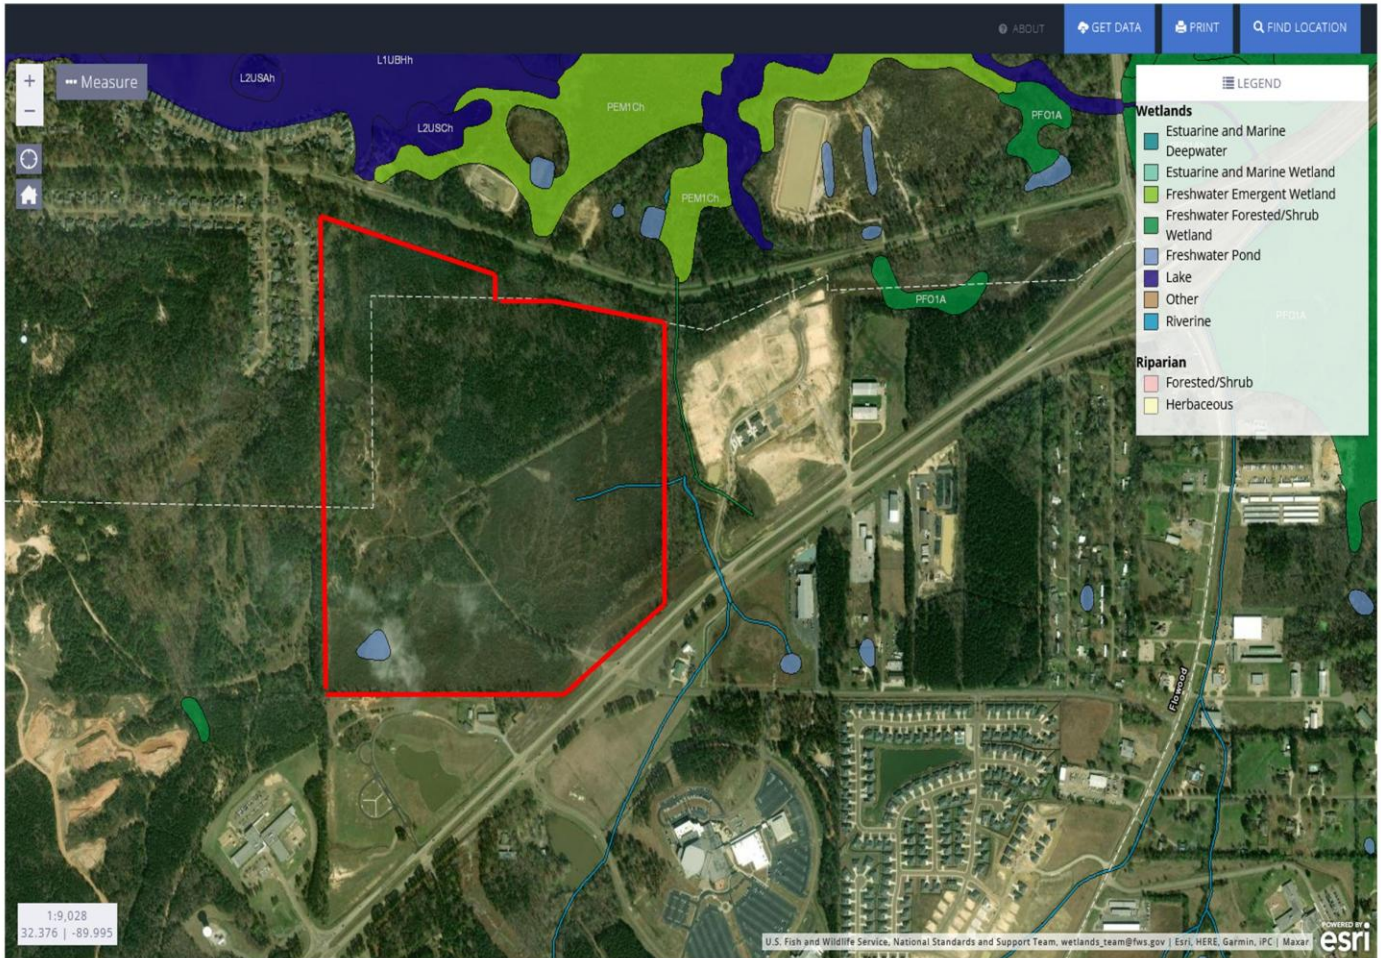 ABOUT
GET DATA
PRINT
FIND LOCATION
+
Measure
−
L2USAh
L1UBHh
L2USCh
PEM1Ch
PEM1Ch
PFO1A
PFO1A
PFO1A
LEGEND
Wetlands
Estuarine and Marine
Deepwater
Estuarine and Marine Wetland
Freshwater Emergent Wetland
Freshwater Forested/Shrub
Wetland
Freshwater Pond
Lake
Other
Riverine
Riparian
Forested/Shrub
Herbaceous
Flowood
1:9,028
32.376 | -89.995
U.S. Fish and Wildlife Service, National Standards and Support Team, wetlands_team@fws.gov | Esri, HERE, Garmin, iPC | Maxar
POWERED BY
esri